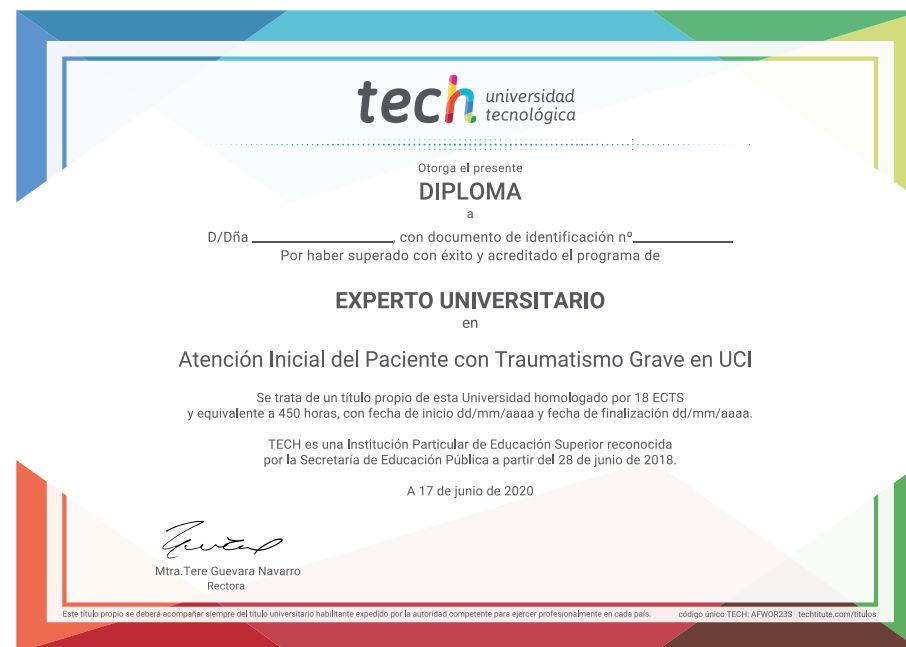 tech universidad
tecnológica
Otorga el presente
DIPLOMA
a
D/Dña ____________________, con documento de identificación nº______________
Por haber superado con éxito y acreditado el programa de
EXPERTO UNIVERSITARIO
en
Atención Inicial del Paciente con Traumatismo Grave en UCI
Se trata de un título propio de esta Universidad homologado por 18 ECTS
y equivalente a 450 horas, con fecha de inicio dd/mm/aaaa y fecha de finalización dd/mm/aaaa.
TECH es una Institución Particular de Educación Superior reconocida
por la Secretaría de Educación Pública a partir del 28 de junio de 2018.
A 17 de junio de 2020
Mtra.Tere Guevara Navarro
Rectora
Este título propio se deberá acompañar siempre del título universitario habilitante expedido por la autoridad competente para ejercer profesionalmente en cada país. código único TECH: AFWOR23S techtitute.com/titulos